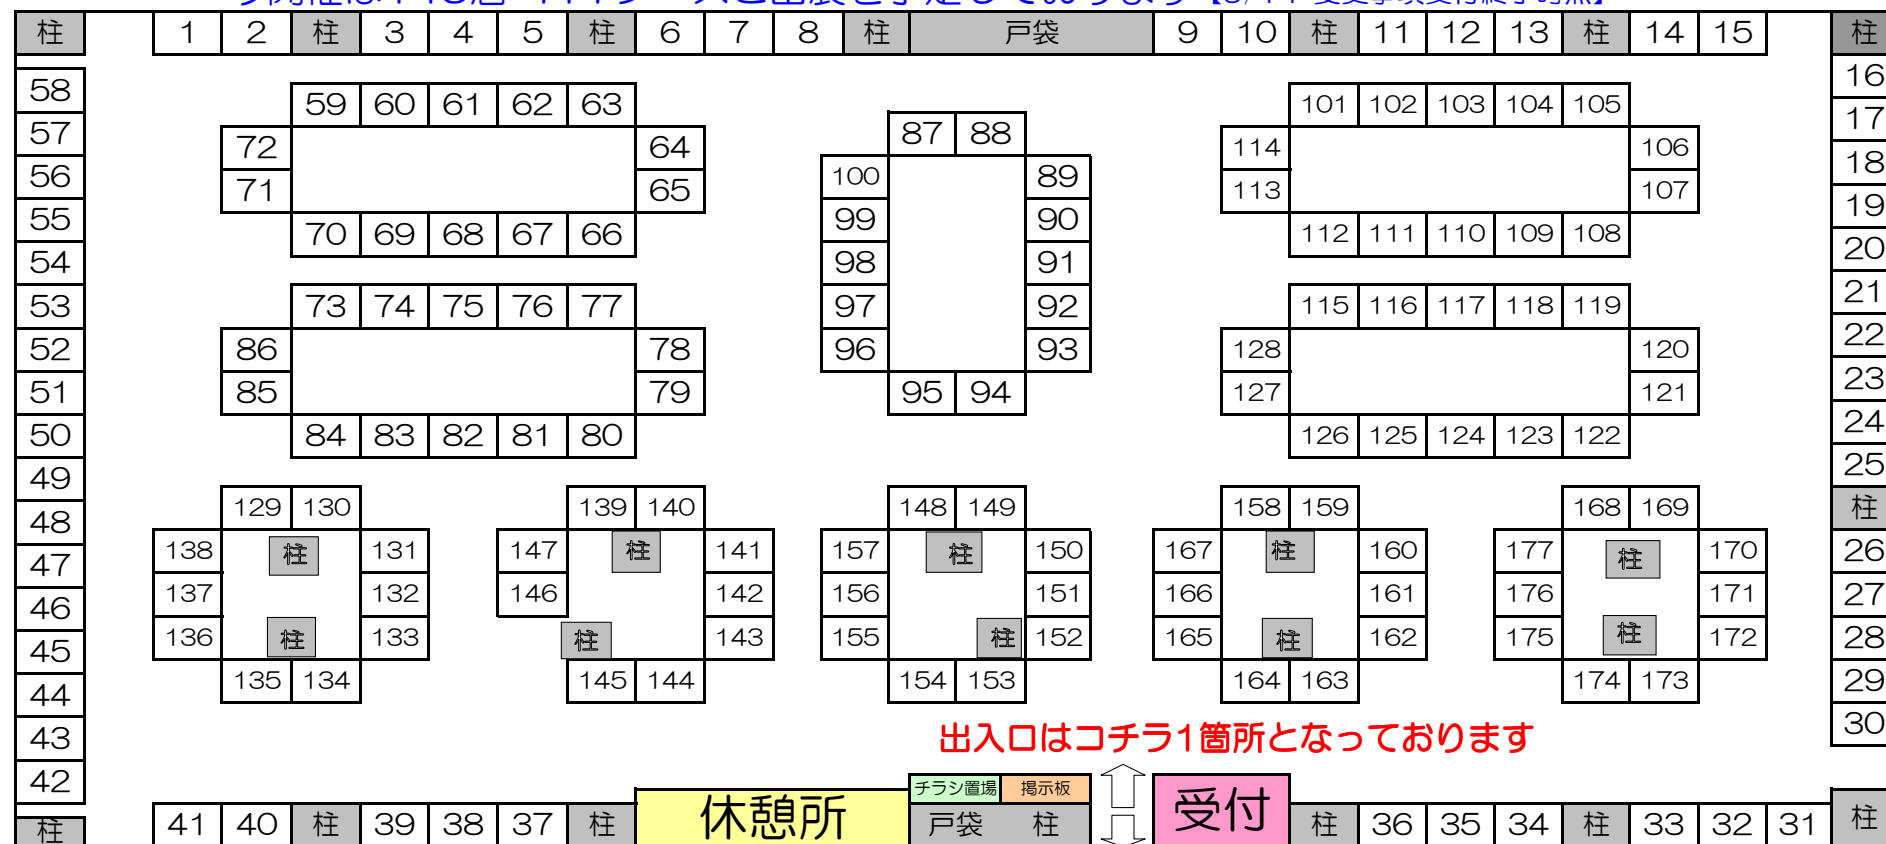 柱 1 2 柱 3 4 5 柱 6 7 8 柱 戸袋 9 10 柱 11 12 13 柱 14 15 柱
58 16
59 60 61 62 63 101 102 103 104 105
57 87 88 17
72 64 114 106
56 100 89 18
71 65 113 107
55 99 90 19
70 69 68 67 66 112 111 110 109 108
54 98 91 20
53 73 74 75 76 77 97 92 115 116 117 118 119 21
52 86 78 96 93 128 120 22
51 85 79 95 94 127 121 23
50 84 83 82 81 80 126 125 124 123 122 24
49 25
48 129 130 139 140 148 149 158 159 168 169 柱
47 138 柱 131 147 柱 141 157 柱 150 167 柱 160 177 柱 170 26
46 137 132 146 142 156 151 166 161 176 171 27
45 136 柱 133 柱 143 155 柱 152 165 柱 162 175 柱 172 28
44 135 134 145 144 154 153 164 163 174 173 29
43 出入口はコチラ1箇所となっております 30
42 チラシ置場 掲示板
柱 41 40 柱 39 38 37 柱 休憩所 戸袋 柱 受付 柱 36 35 34 柱 33 32 31 柱